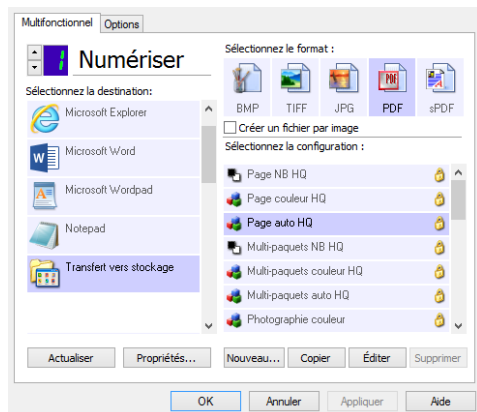 Multifonctionnel
Options
1
Numériser
Sélectionnez la destination:
Microsoft Explorer
Microsoft Word
Microsoft Wordpad
Notepad
Transfert vers stockage
Actualiser
Propriétés...
Sélectionnez le format :
PDF
BMP
TIFF
JPG
PDF
sPDF
Créer un fichier par image
Sélectionnez la configuration :
Page NB HQ
Page couleur HQ
Page auto HQ
Multi-paquets NB HQ
Multi-paquets couleur HQ
Multi-paquets auto HQ
Photographie couleur
Nouveau...
Copier
Éditer
Supprimer
OK
Annuler
Appliquer
Aide